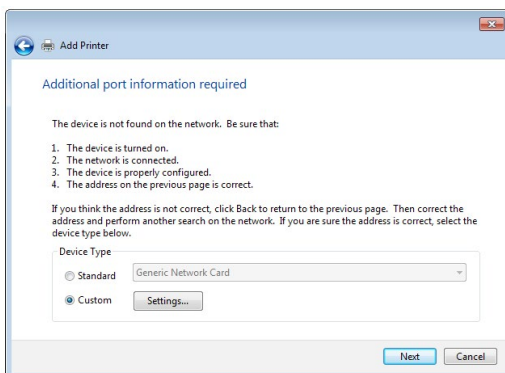 Add Printer
Additional port information required
The device is not found on the network. Be sure that:
1. The device is turned on.
2. The network is connected.
3. The device is properly configured.
4. The address on the previous page is correct.
If you think the address is not correct, click Back to return to the previous page. Then correct the
address and perform another search on the network. If you are sure the address is correct, select the
device type below.
Device Type
Standard Generic Network Card
Custom Settings...
Next Cancel